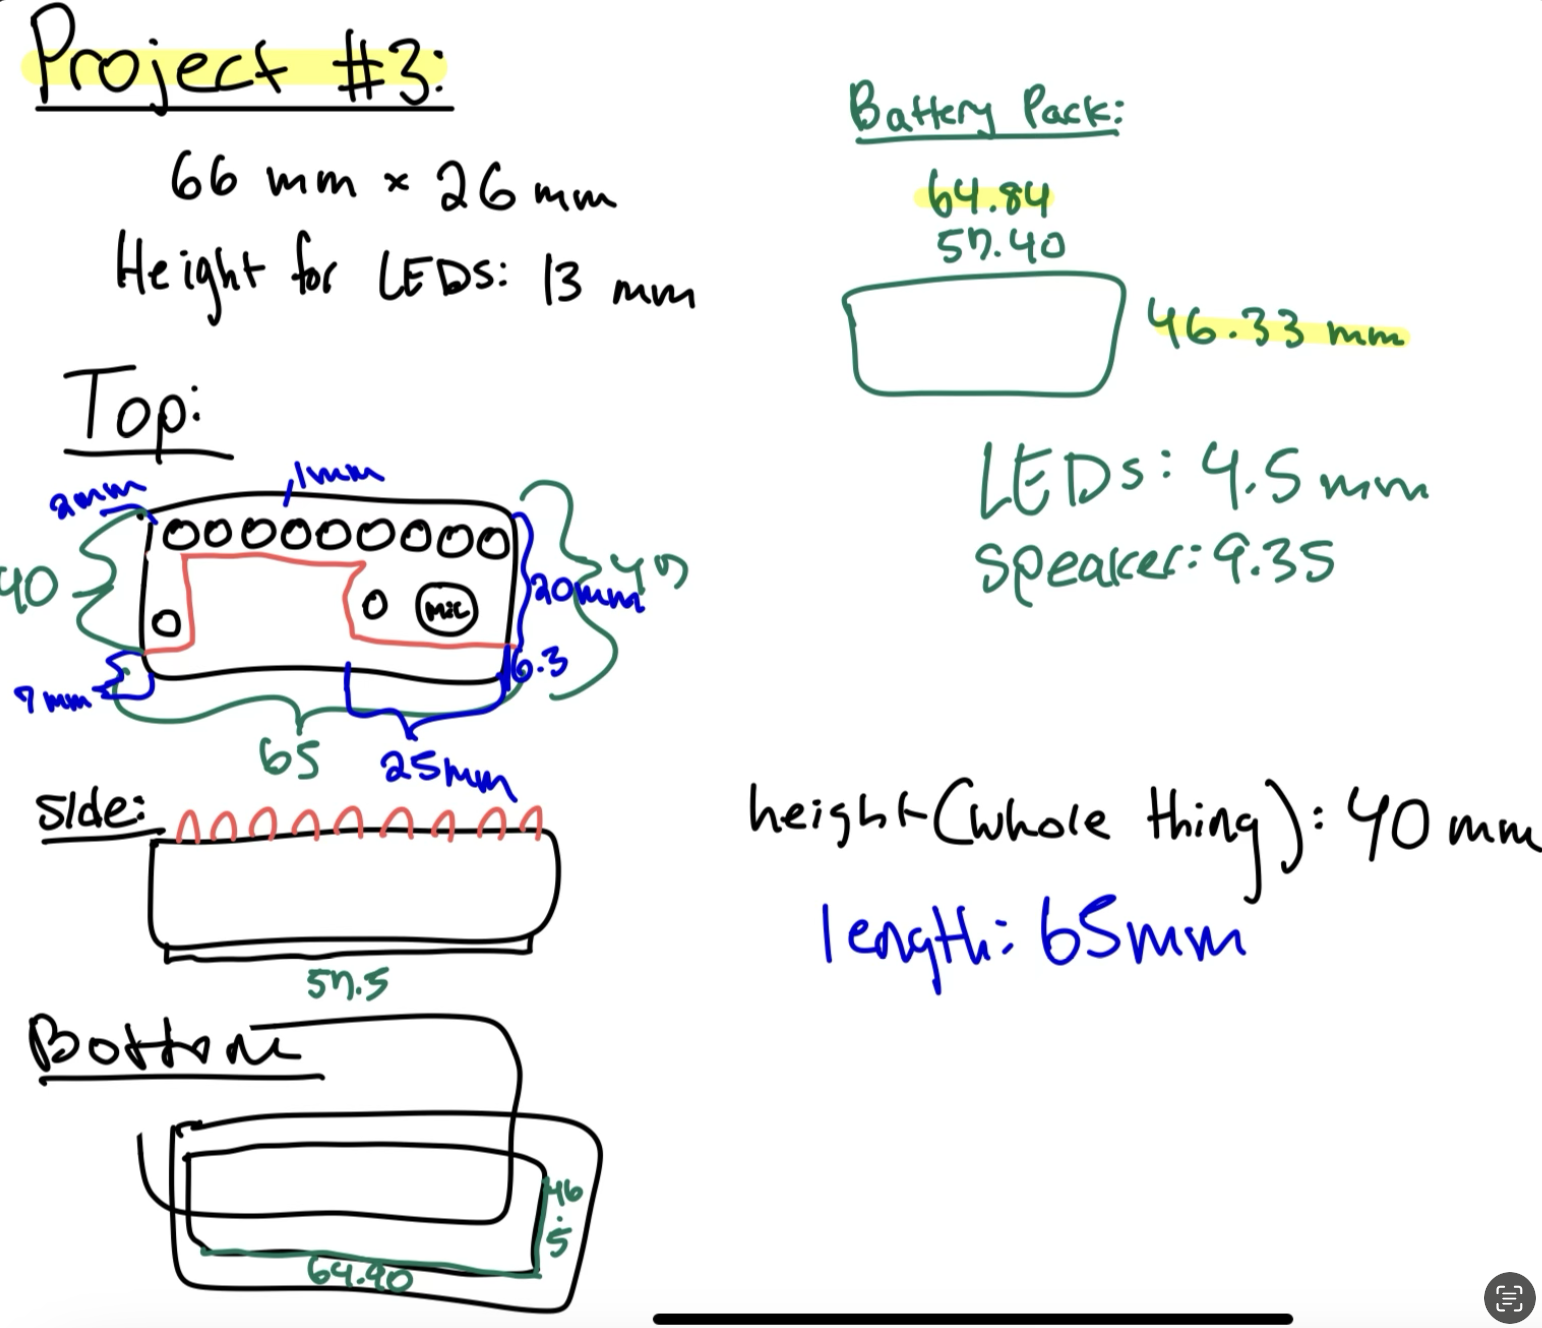 Project #3:
66 mm × 26 mm
Height for LEDs: 13 mm
Battery Pack:
64.84
57.40
46.33 mm
LEDs: 4.5 mm
speaker: 9.35
Top:
2mm
1mm
40
47
20mm
Mic
6.3
7 mm
65
25mm
side:
57.5
height (whole thing): 40 mm
length: 65mm
Bottom
46.5
64.90